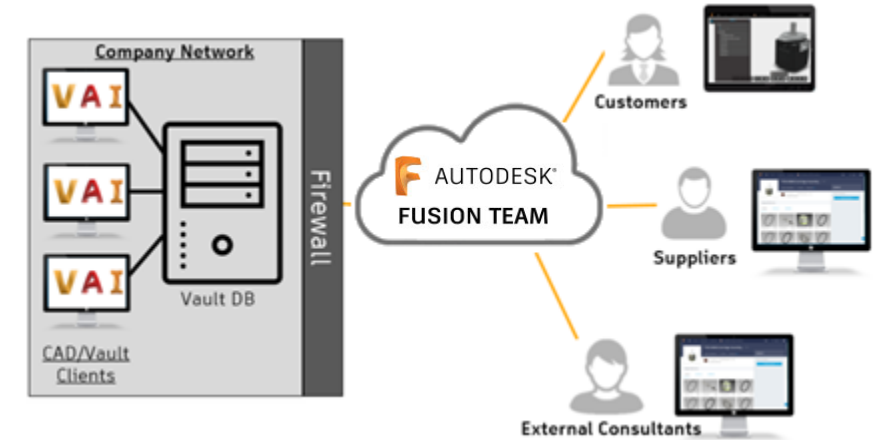 Company Network
VAI
VAI
VAI
Vault DB
CAD/Vault
Clients
Firewall
F AUTODESK®
FUSION TEAM
Customers
Suppliers
External Consultants